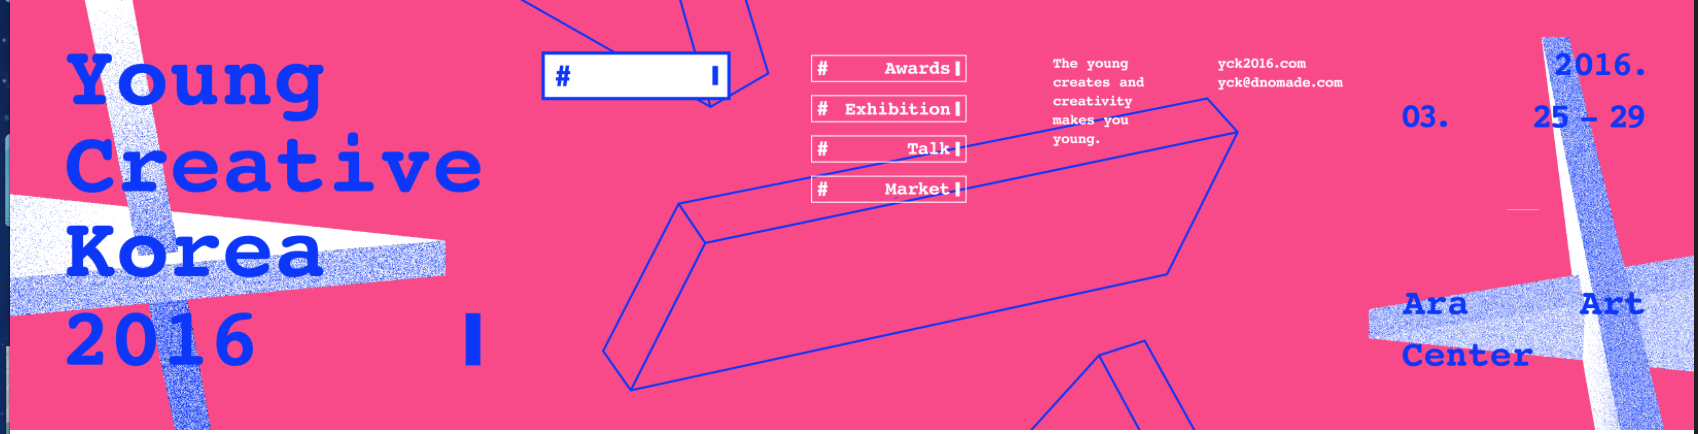 Young
Creative
Korea
2016
#
# Awards
# Exhibition
# Talk
# Market
The young
creates and
creativity
makes you
young.
yck2016.com
yck@dnomade.com
2016.
03. 25 – 29
Ara Art
Center